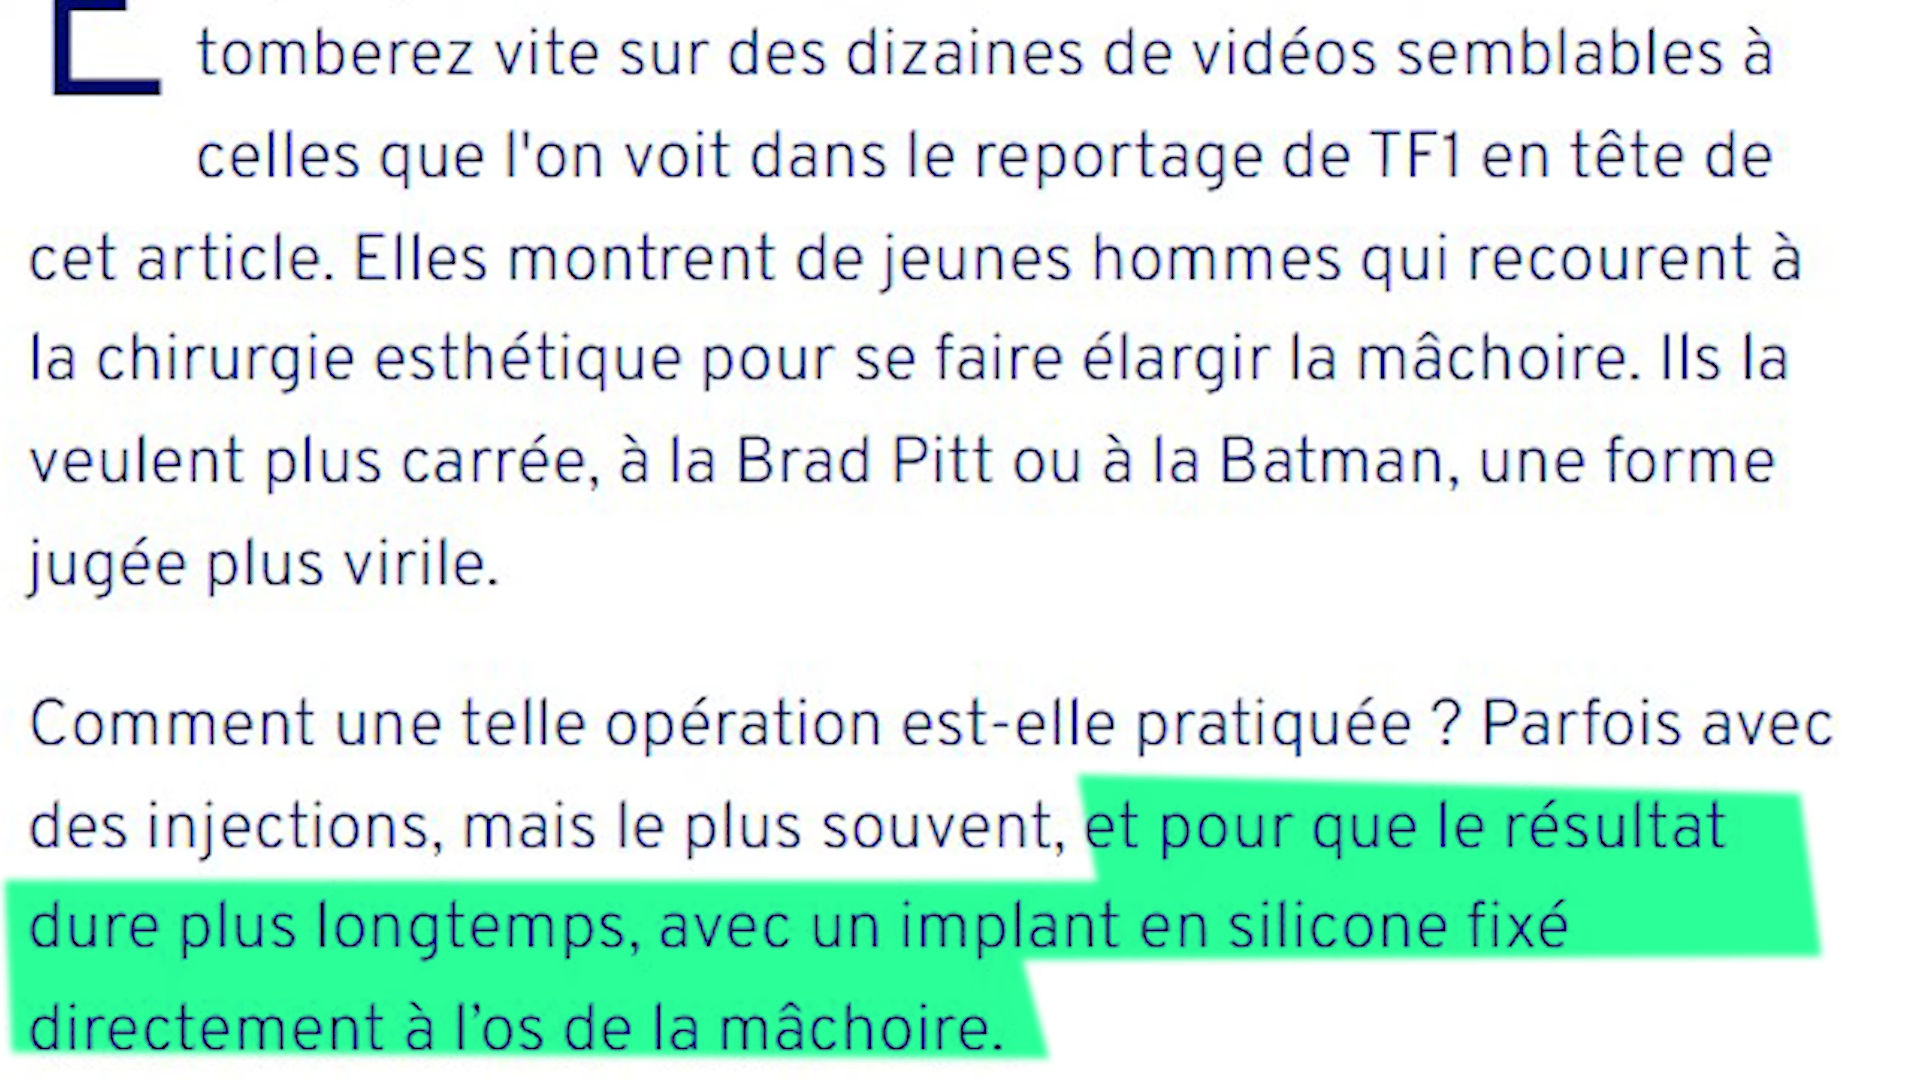 E tomberez vite sur des dizaines de vidéos semblables à
celles que l'on voit dans le reportage de TF1 en tête de
cet article. Elles montrent de jeunes hommes qui recourent à
la chirurgie esthétique pour se faire élargir la mâchoire. Ils la
veulent plus carrée, à la Brad Pitt ou à la Batman, une forme
jugée plus virile.
Comment une telle opération est-elle pratiquée ? Parfois avec
des injections, mais le plus souvent, et pour que le résultat
dure plus longtemps, avec un implant en silicone fixé
directement à l’os de la mâchoire.